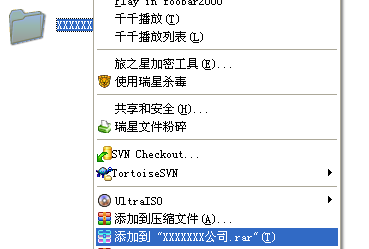 Play in foobar2000
千千播放(T)
千千播放列表(L)
旅之星加密工具(E)...
使用瑞星杀毒
共享和安全(H)...
瑞星文件粉碎
SVN Checkout...
TortoiseSVN
UltraISO
添加到压缩文件(A)...
添加到 "XXXXXXX公司.rar"(T)